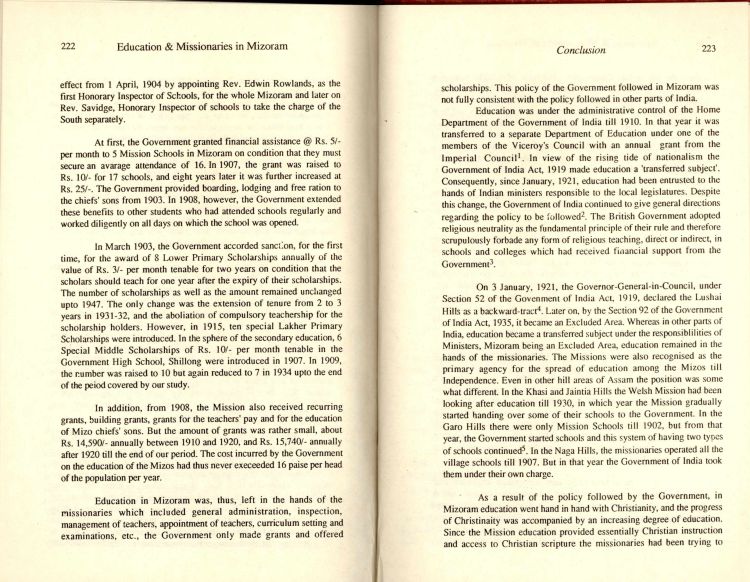 222 Education & Missionaries in Mizoram
effect from 1 April, 1904 by appointing Rev. Edwin Rowlands, as the
first Honorary Inspector of Schools, for the whole Mizoram and later on
Rev. Savidge, Honorary Inspector of schools to take the charge of the
South separately.
At first, the Government granted financial assistance @ Rs. 5/-
per month to 5 Mission Schools in Mizoram on condition that they must
secure an avarage attendance of 16. In 1907, the grant was raised to
Rs. 10/- for 17 schools, and eight years later it was further increased at
Rs. 25/-. The Government provided boarding, lodging and free ration to
the chiefs' sons from 1903. In 1908, however, the Government extended
these benefits to other students who had attended schools regularly and
worked diligently on all days on which the school was opened.
In March 1903, the Government accorded sanction, for the first
time, for the award of 8 Lower Primary Scholarships annually of the
value of Rs. 3/- per month tenable for two years on condition that the
scholars should teach for one year after the expiry of their scholarships.
The number of scholarships as well as the amount remained unchanged
upto 1947. The only change was the extension of tenure from 2 to 3
years in 1931-32, and the aboliation of compulsory teachership for the
scholarship holders. However, in 1915, ten special Lakher Primary
Scholarships were introduced. In the sphere of the secondary education, 6
Special Middle Scholarships of Rs. 10/- per month tenable in the
Government High School, Shillong were introduced in 1907. In 1909,
the number was raised to 10 but again reduced to 7 in 1934 upto the end
of the peiod covered by our study.
In addition, from 1908, the Mission also received recurring
grants, building grants, grants for the teachers' pay and for the education
of Mizo chiefs' sons. But the amount of grants was rather small, about
Rs. 14,590/- annually between 1910 and 1920, and Rs. 15,740/- annually
after 1920 till the end of our period. The cost incurred by the Government
on the education of the Mizos had thus never execeeded 16 paise per head
of the population per year.
Education in Mizoram was, thus, left in the hands of the
missionaries which included general administration, inspection,
management of teachers, appointment of teachers, curriculum setting and
examinations, etc., the Government only made grants and offered
Conclusion 223
scholarships. This policy of the Government followed in Mizoram was
not fully consistent with the policy followed in other parts of India.
Education was under the administrative control of the Home
Department of the Government of India till 1910. In that year it was
transferred to a separate Department of Education under one of the
members of the Viceroy's Council with an annual grant from the
Imperial Council1. In view of the rising tide of nationalism the
Government of India Act, 1919 made education a 'transferred subject'.
Consequently, since January, 1921, education had been entrusted to the
hands of Indian ministers responsible to the local legislatures. Despite
this change, the Government of India continued to give general directions
regarding the policy to be followed2. The British Government adopted
religious neutrality as the fundamental principle of their rule and therefore
scrupulously forbade any form of religious teaching, direct or indirect, in
schools and colleges which had received financial support from the
Government3.
On 3 January, 1921, the Governor-General-in-Council, under
Section 52 of the Govenment of India Act, 1919, declared the Lushai
Hills as a backward-tract4. Later on, by the Section 92 of the Government
of India Act, 1935, it became an Excluded Area. Whereas in other parts of
India, education became a transferred subject under the responsiblilities of
Ministers, Mizoram being an Excluded Area, education remained in the
hands of the missionaries. The Missions were also recognised as the
primary agency for the spread of education among the Mizos till
Independence. Even in other hill areas of Assam the position was some
what different. In the Khasi and Jaintia Hills the Welsh Mission had been
looking after education till 1930, in which year the Mission gradually
started handing over some of their schools to the Government. In the
Garo Hills there were only Mission Schools till 1902, but from that
year, the Government started schools and this system of having two types
of schools continued5. In the Naga Hills, the missionaries operated all the
village schools till 1907. But in that year the Government of India took
them under their own charge.
As a result of the policy followed by the Government, in
Mizoram education went hand in hand with Christianity, and the progress
of Christinaity was accompanied by an increasing degree of education.
Since the Mission education provided essentially Christian instruction
and access to Christian scripture the missionaries had been trying to